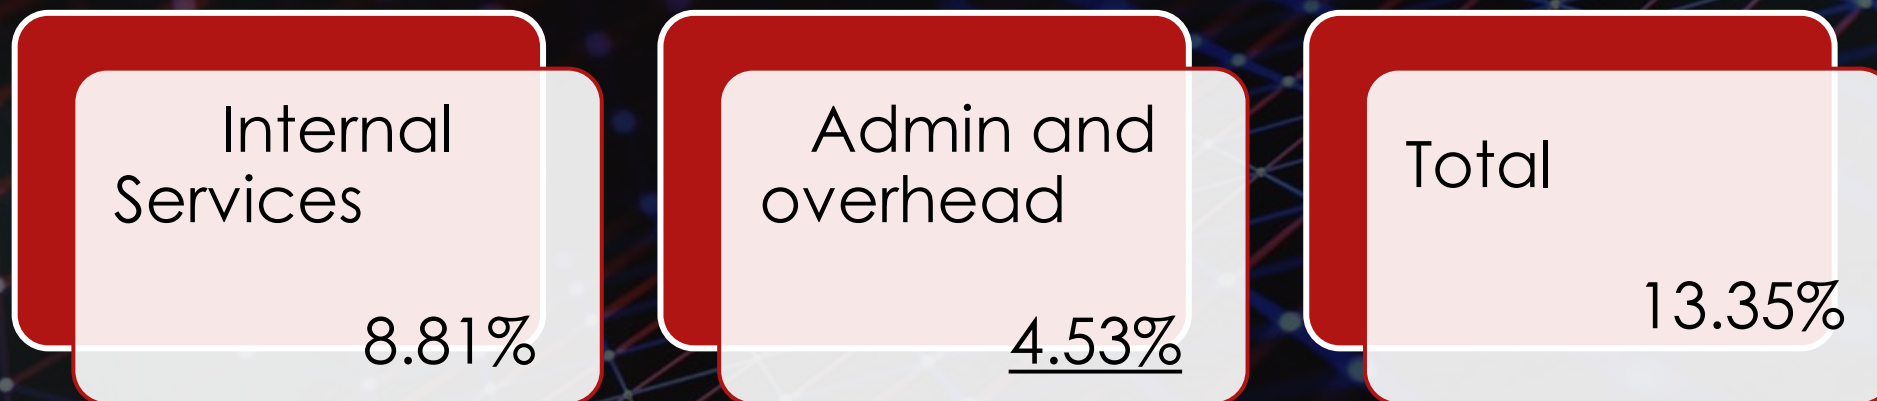 Internal
Services
8.81%
Admin and
overhead
4.53%
Total
13.35%